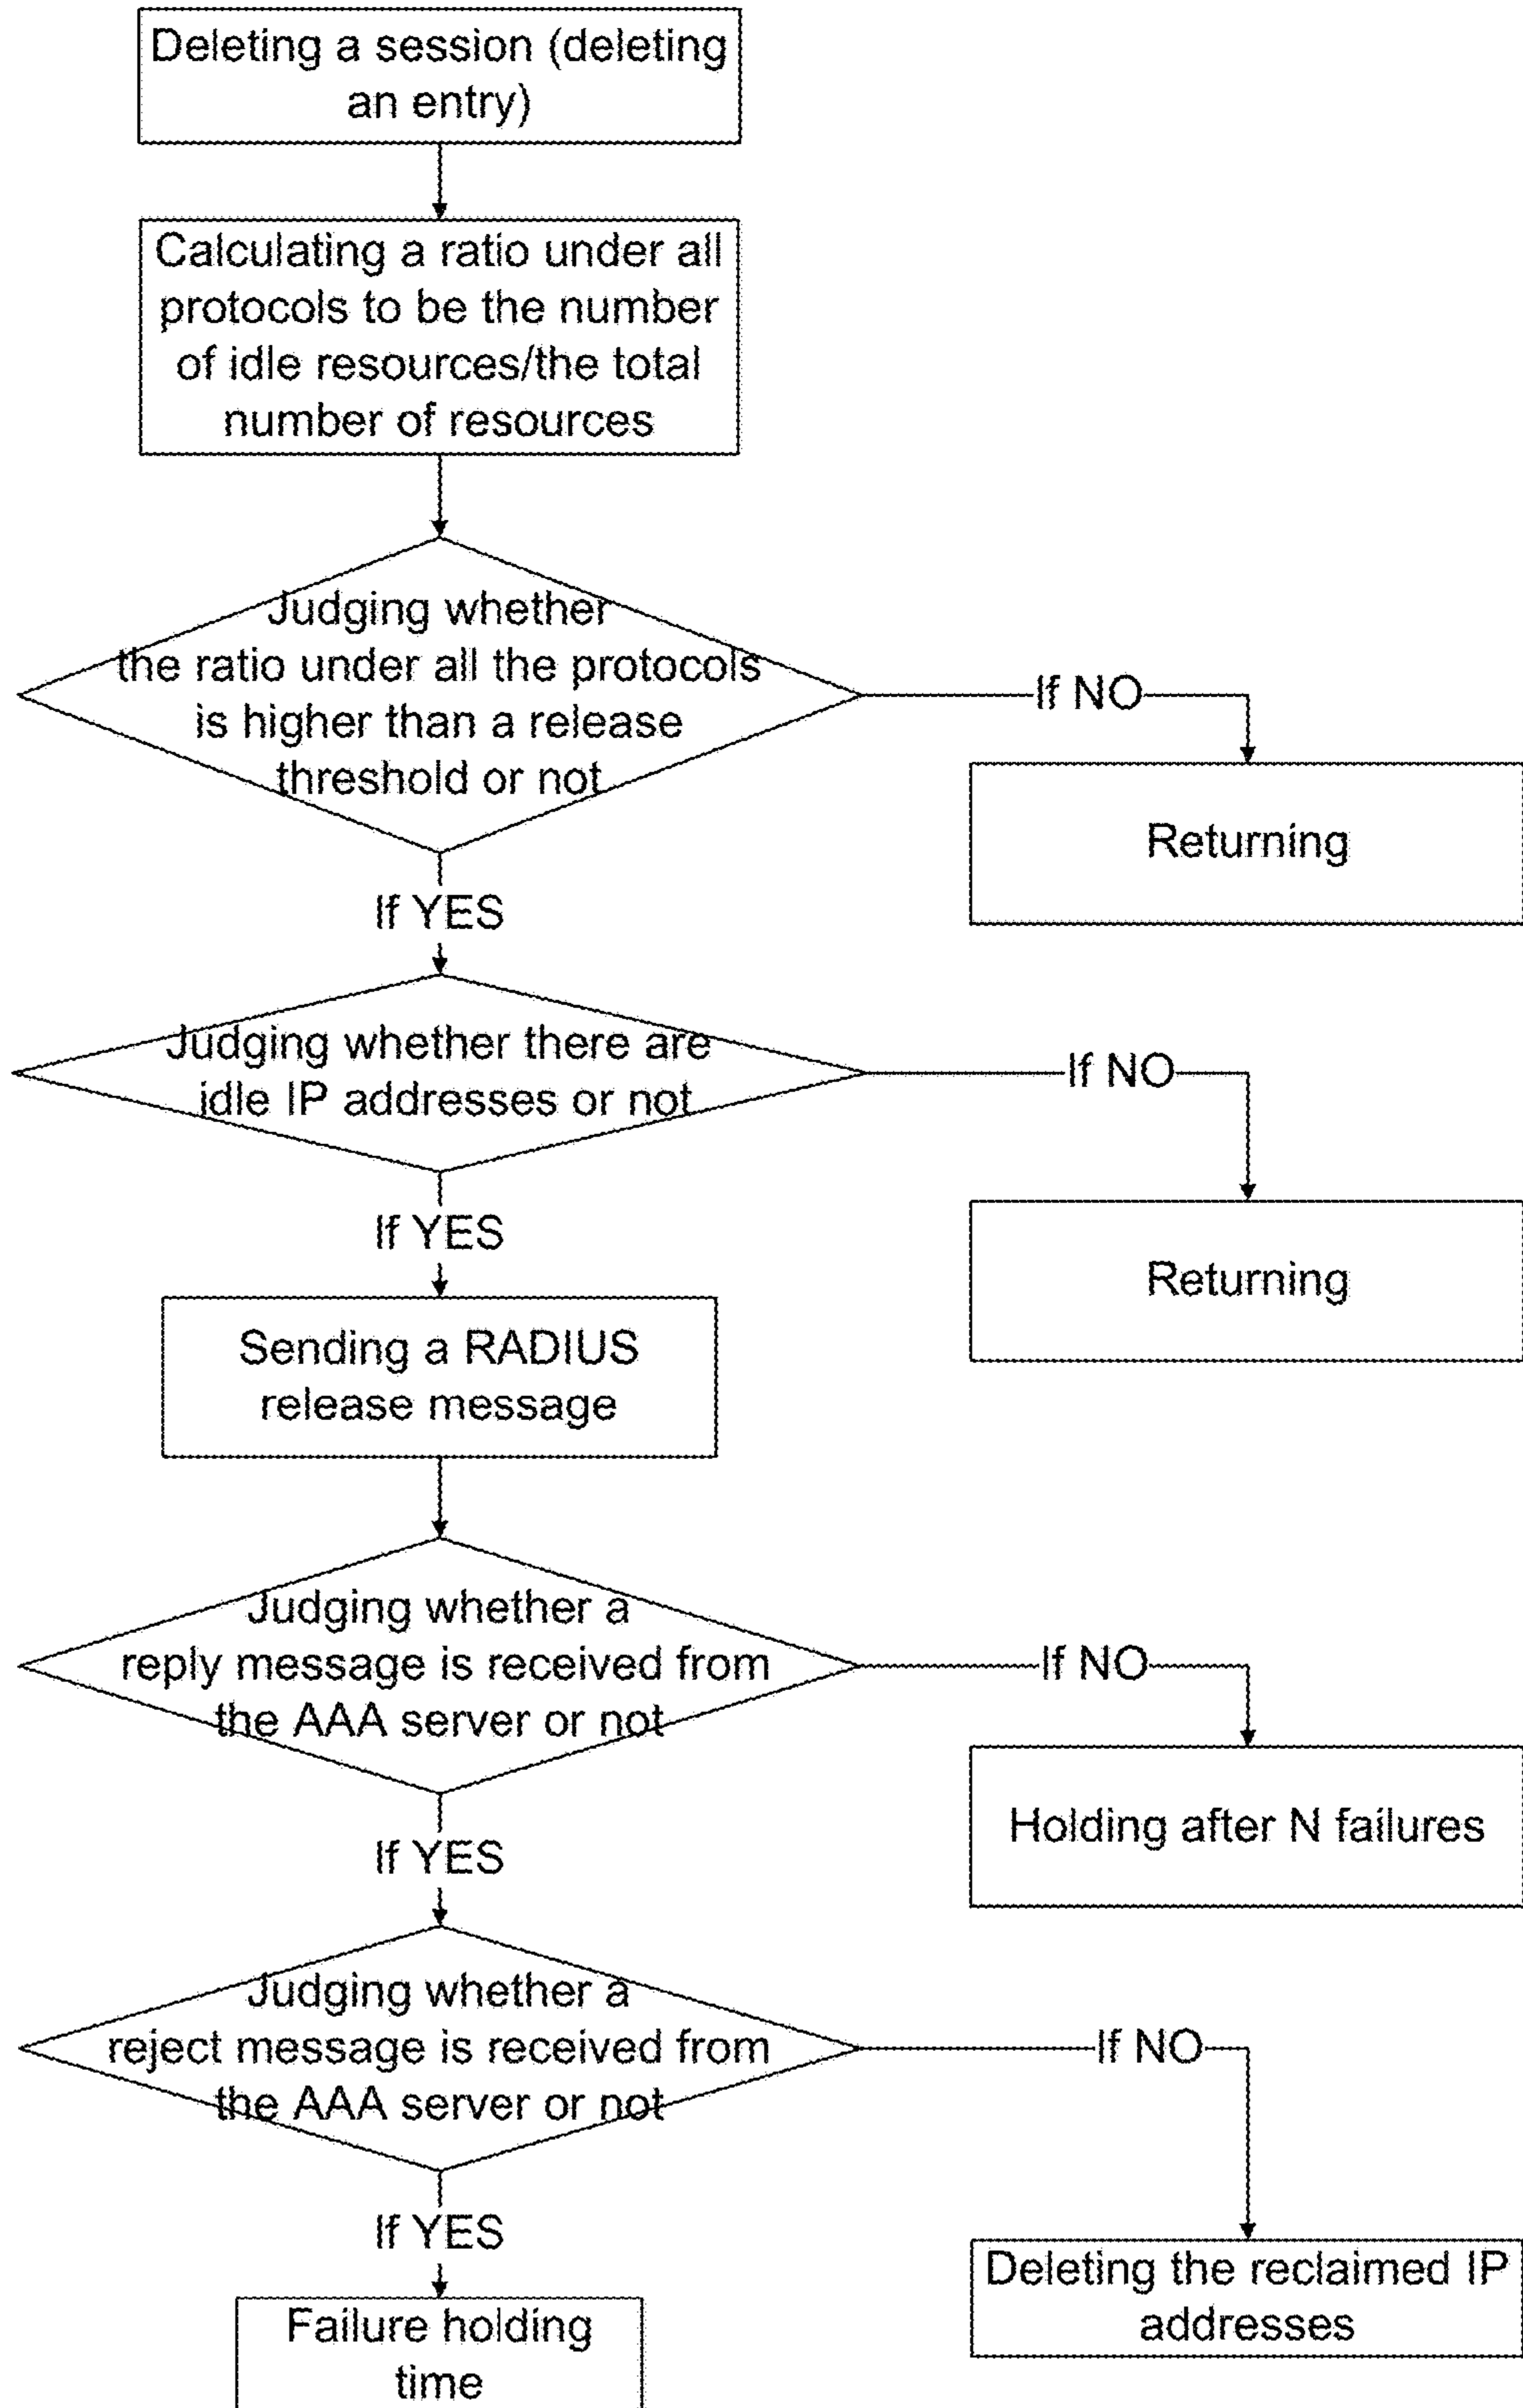 Deleting a session (deleting
an entry)
Calculating a ratio under all
protocols to be the number
of idle resources/the total
number of resources
Judging whether
the ratio under all the protocols
is higher than a release
threshold or not
If NO
Returning
If YES
Judging whether there are
idle IP addresses or not
If NO
Returning
If YES
Sending a RADIUS
release message
Judging whether a
reply message is received from
the AAA server or not
If NO
Holding after N failures
If YES
Judging whether a
reject message is received from
the AAA server or not
If NO
Deleting the reclaimed IP
addresses
If YES
Failure holding
time